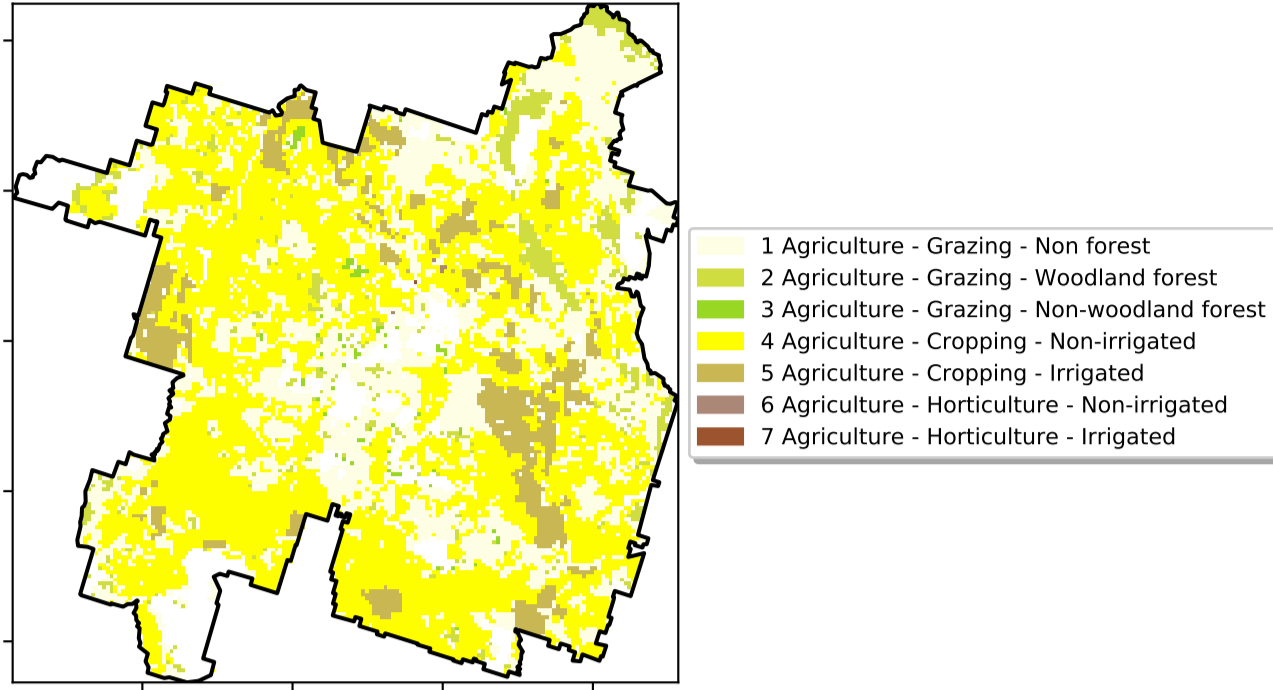 1 Agriculture - Grazing - Non forest
2 Agriculture - Grazing - Woodland forest
3 Agriculture - Grazing - Non-woodland forest
4 Agriculture - Cropping - Non-irrigated
5 Agriculture - Cropping - Irrigated
6 Agriculture - Horticulture - Non-irrigated
7 Agriculture - Horticulture - Irrigated